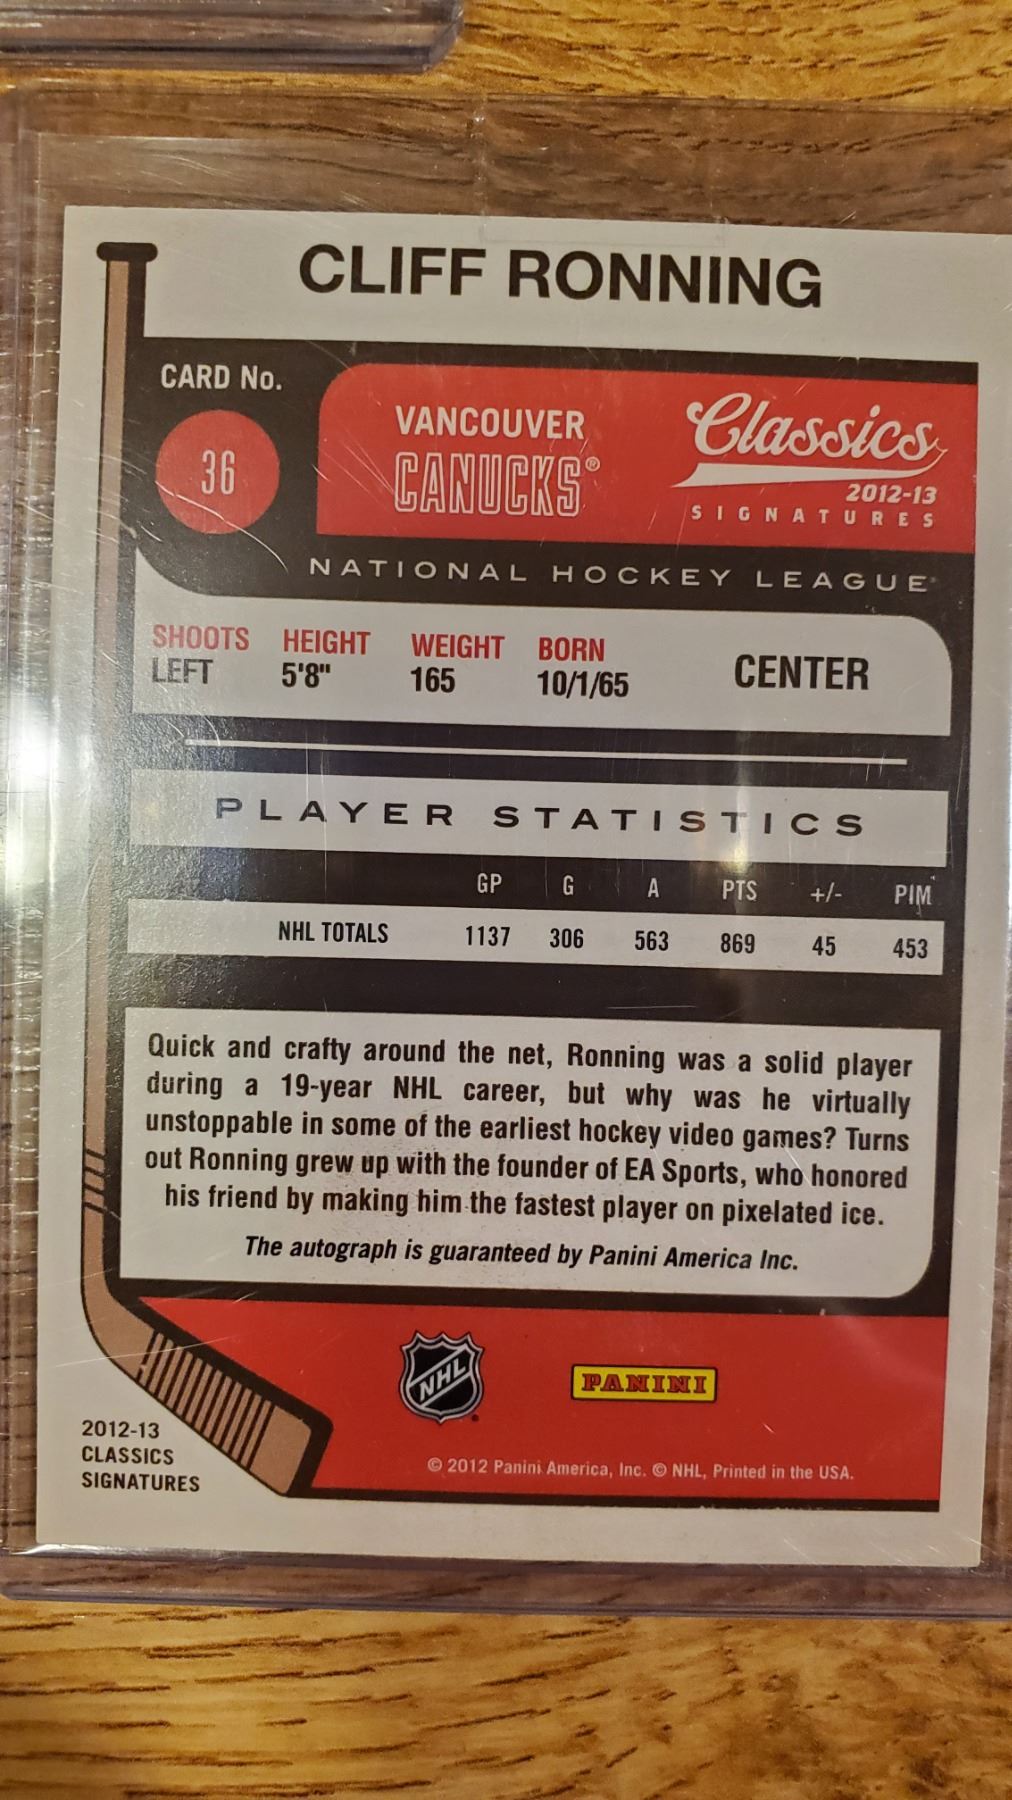 CLIFF RONNING
CARD No.
36
VANCOUVER
CANUCKS®
Classics
2012-13
SIGNATURES
NATIONAL HOCKEY LEAGUE
SHOOTS HEIGHT WEIGHT BORN
LEFT 5'8" 165 10/1/65
CENTER
PLAYER STATISTICS
GP G A PTS +/- PIM
NHL TOTALS 1137 306 563 869 45 453
Quick and crafty around the net, Ronning was a solid player
during a 19-year NHL career, but why was he virtually
unstoppable in some of the earliest hockey video games? Turns
out Ronning grew up with the founder of EA Sports, who honored
his friend by making him the fastest player on pixelated ice.
The autograph is guaranteed by Panini America Inc.
NHL
PANINI
2012-13
CLASSICS
SIGNATURES
© 2012 Panini America, Inc. © NHL, Printed in the USA.